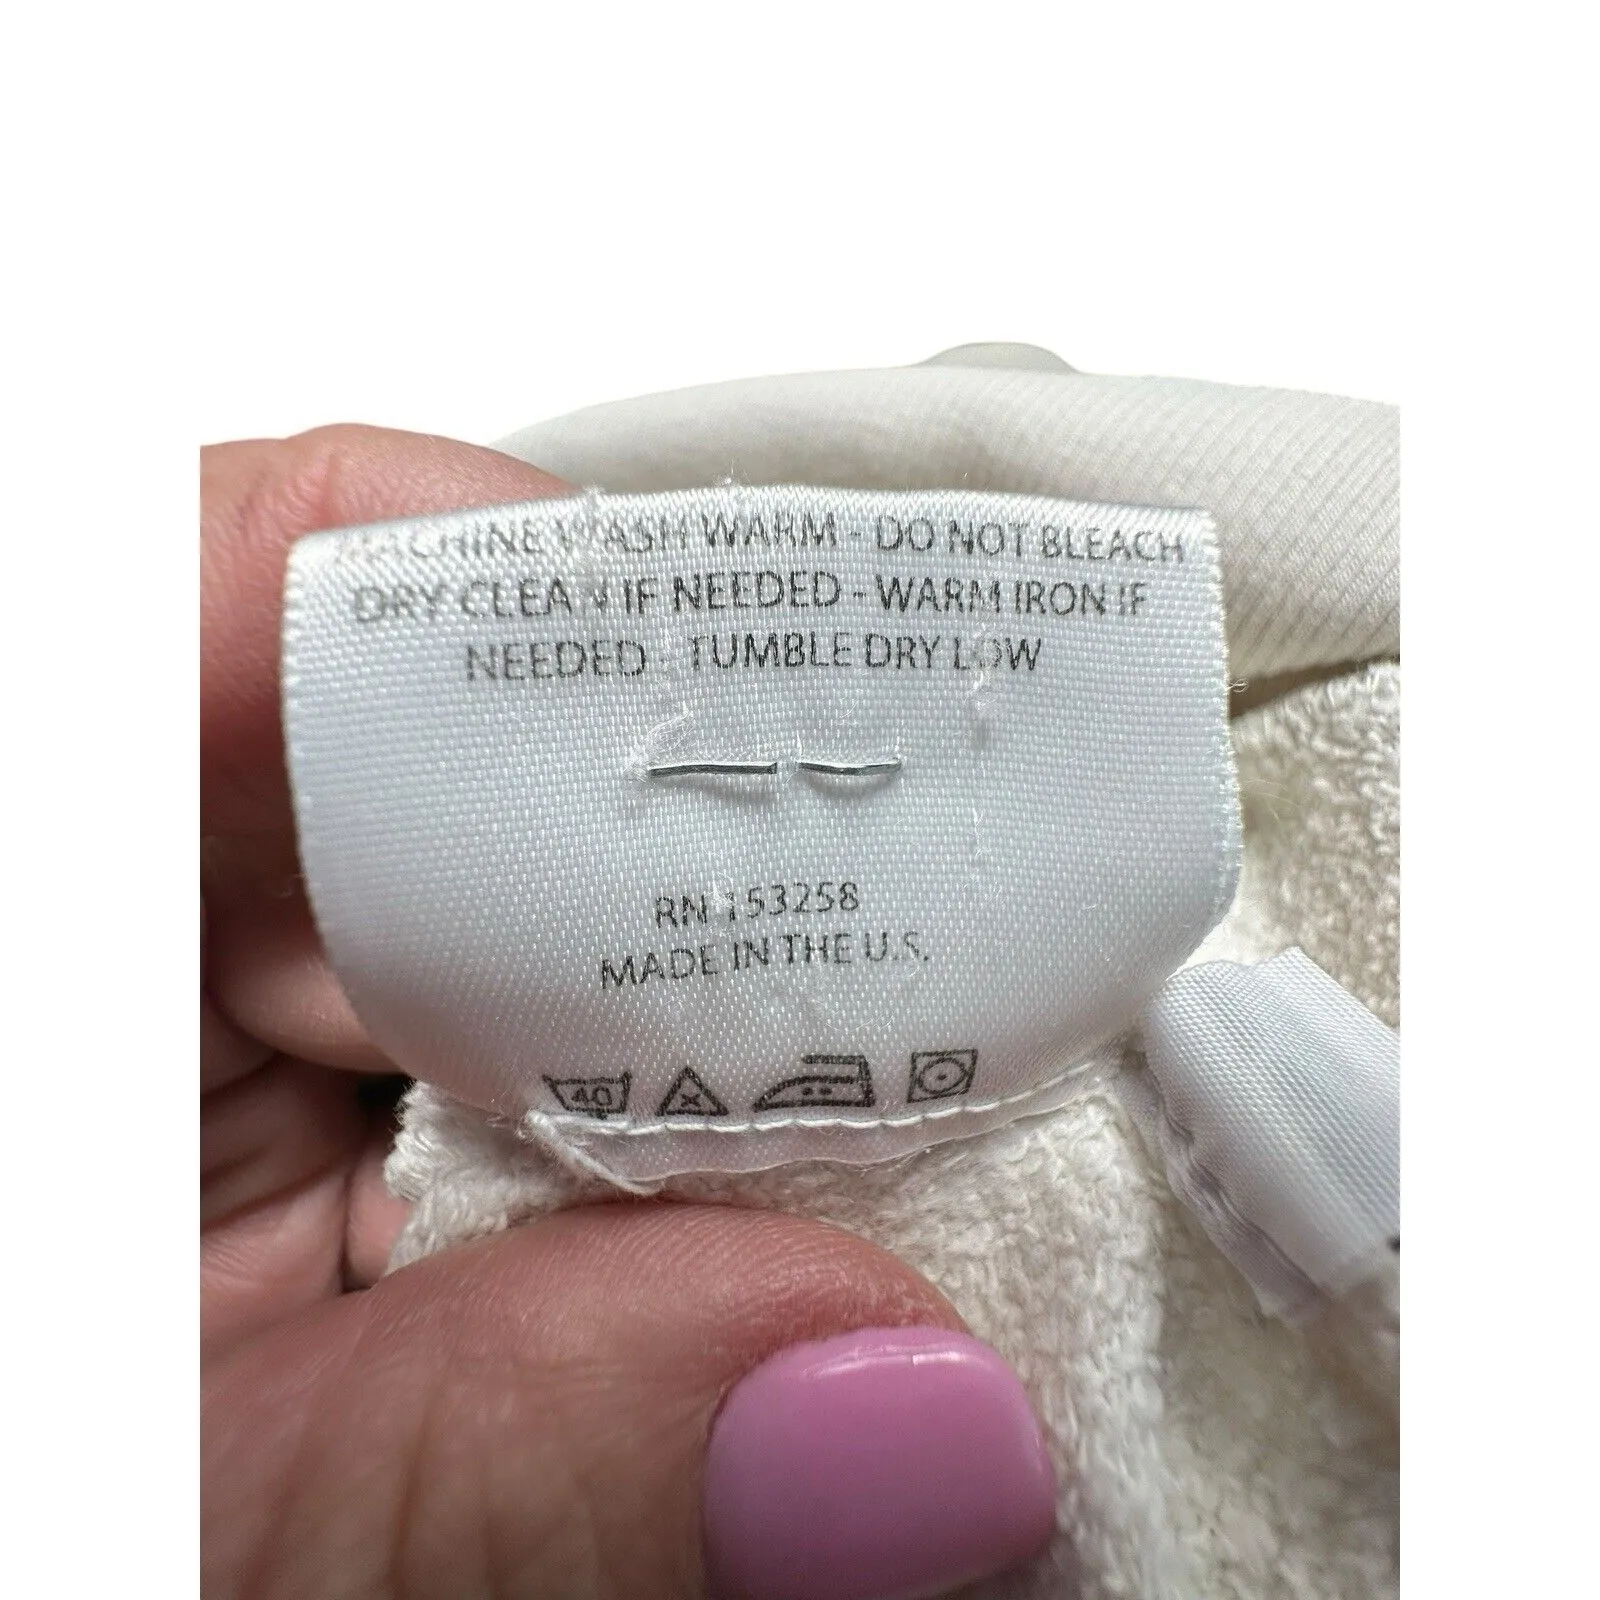 MACHINE WASH WARM - DO NOT BLEACH
DRY CLEAN IF NEEDED - WARM IRON IF
NEEDED - TUMBLE DRY LOW
RN 153258
MADE IN THE U.S.
40